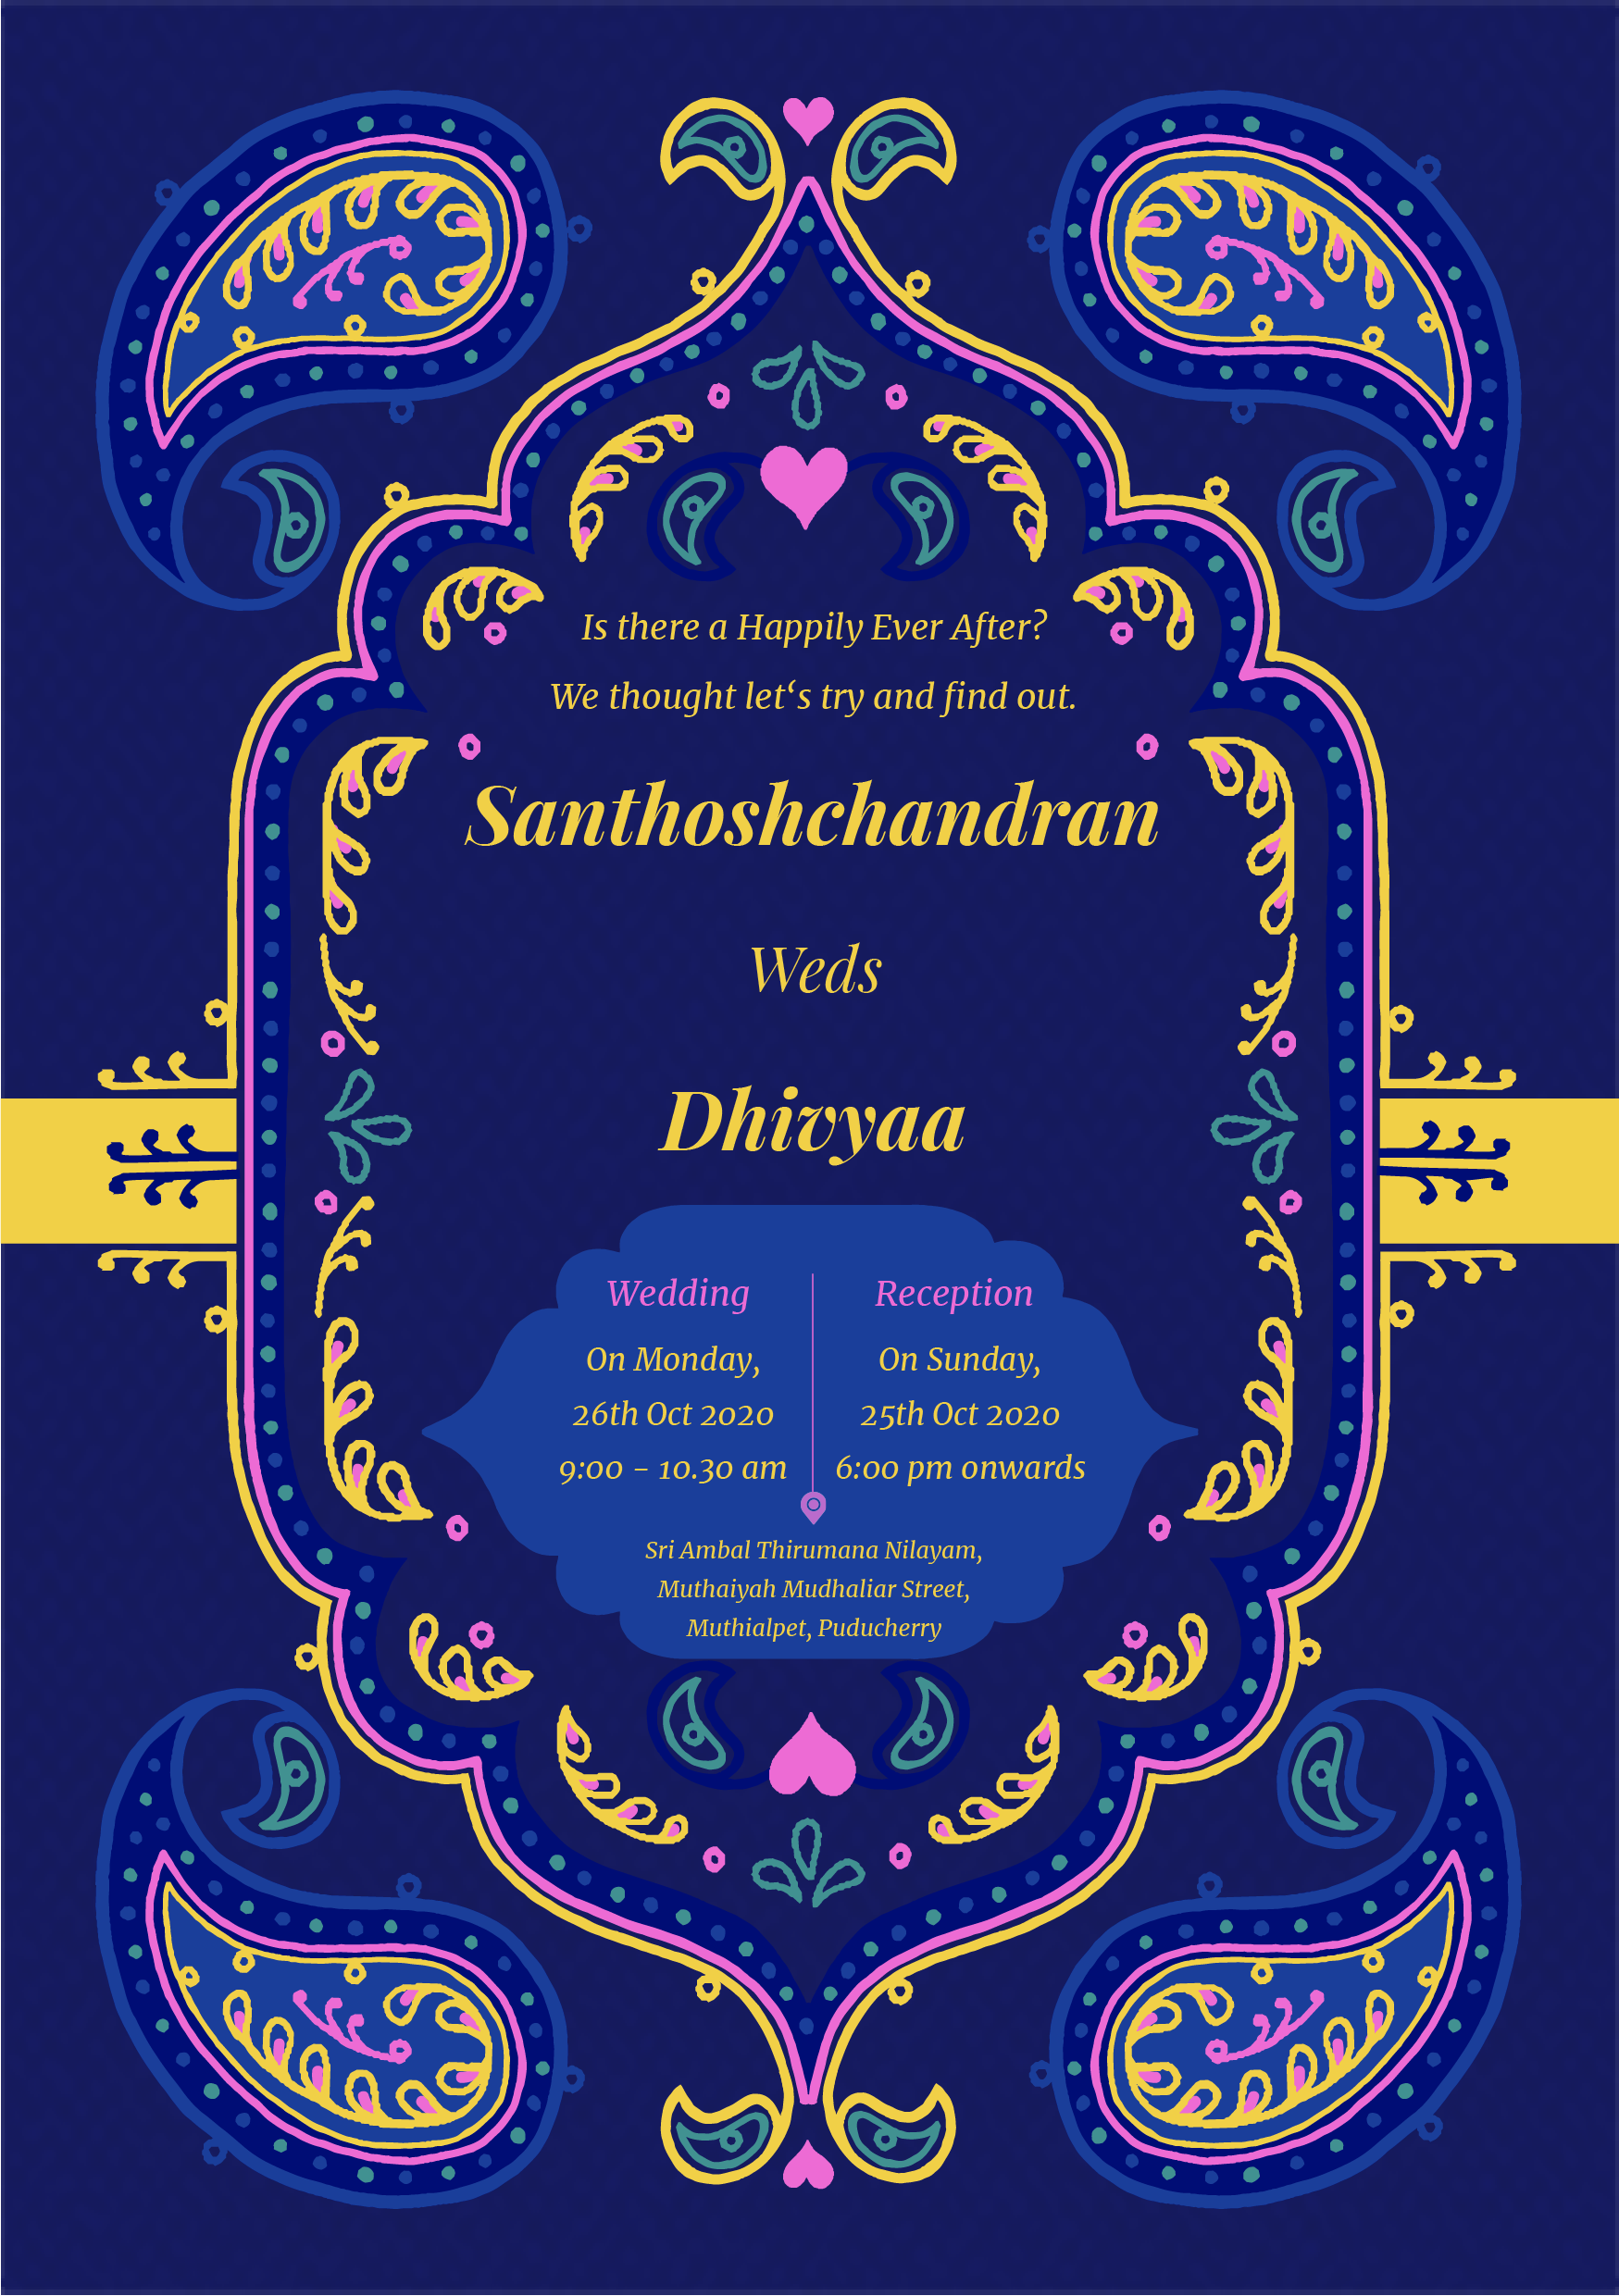 Is there a Happily Ever After?
We thought let‘s try and find out.
Santhoshchandran
Weds
Dhivyaa
Wedding
On Monday,
26th Oct 2020
9:00 - 10.30 am
Reception
On Sunday,
25th Oct 2020
6:00 pm onwards
Sri Ambal Thirumana Nilayam,
Muthaiyah Mudhaliar Street,
Muthialpet, Puducherry